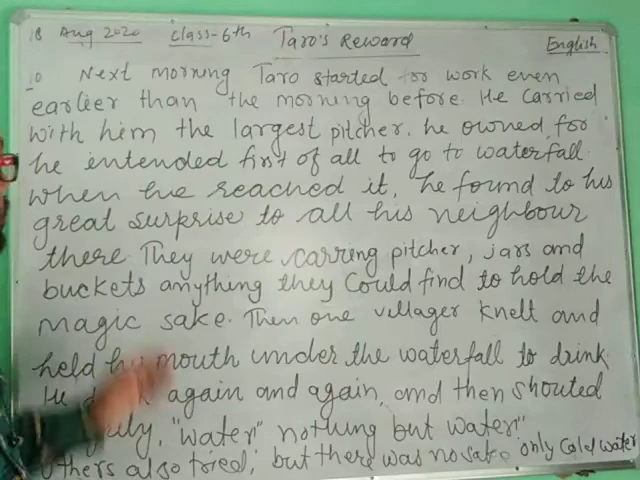 18 Aug 2020 Class-6th Taro's Reward English
10 Next morning Taro started for work even
earlier than the morning before. He carried
with him the largest pitcher. he owned, for
he intended first of all to go to waterfall.
when he reached it, he found to his
great surprise to all his neighbour
there They were carring pitcher, jars and
buckets anything they Could find to hold the
magic sake. Then one villager knelt and
held his mouth under the waterfall to drink.
He again and again, and then shouted
"Water" nothing but water"
others also tried, but there was no sake only Cold water